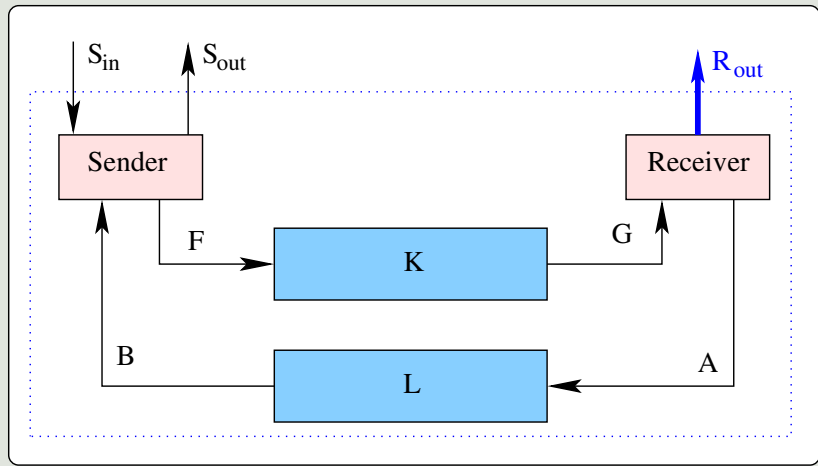 S_in
S_out
R_out
Sender
Receiver
F
K
G
B
L
A